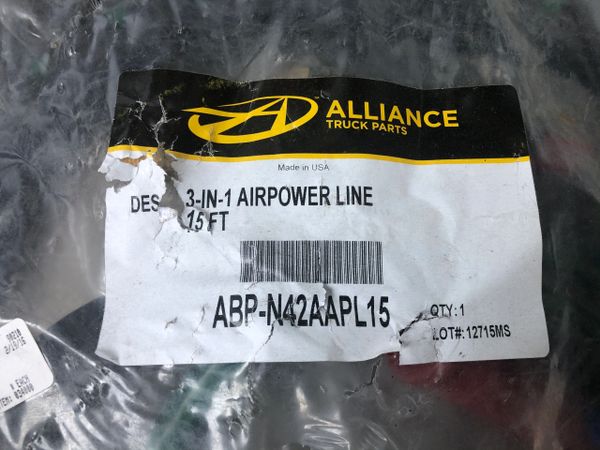 ALLIANCE
TRUCK PARTS
Made in USA
DES 3-IN-1 AIRPOWER LINE
15 FT
ABP-N42AAPL15
QTY: 1
LOT#: 12715MS
EACH